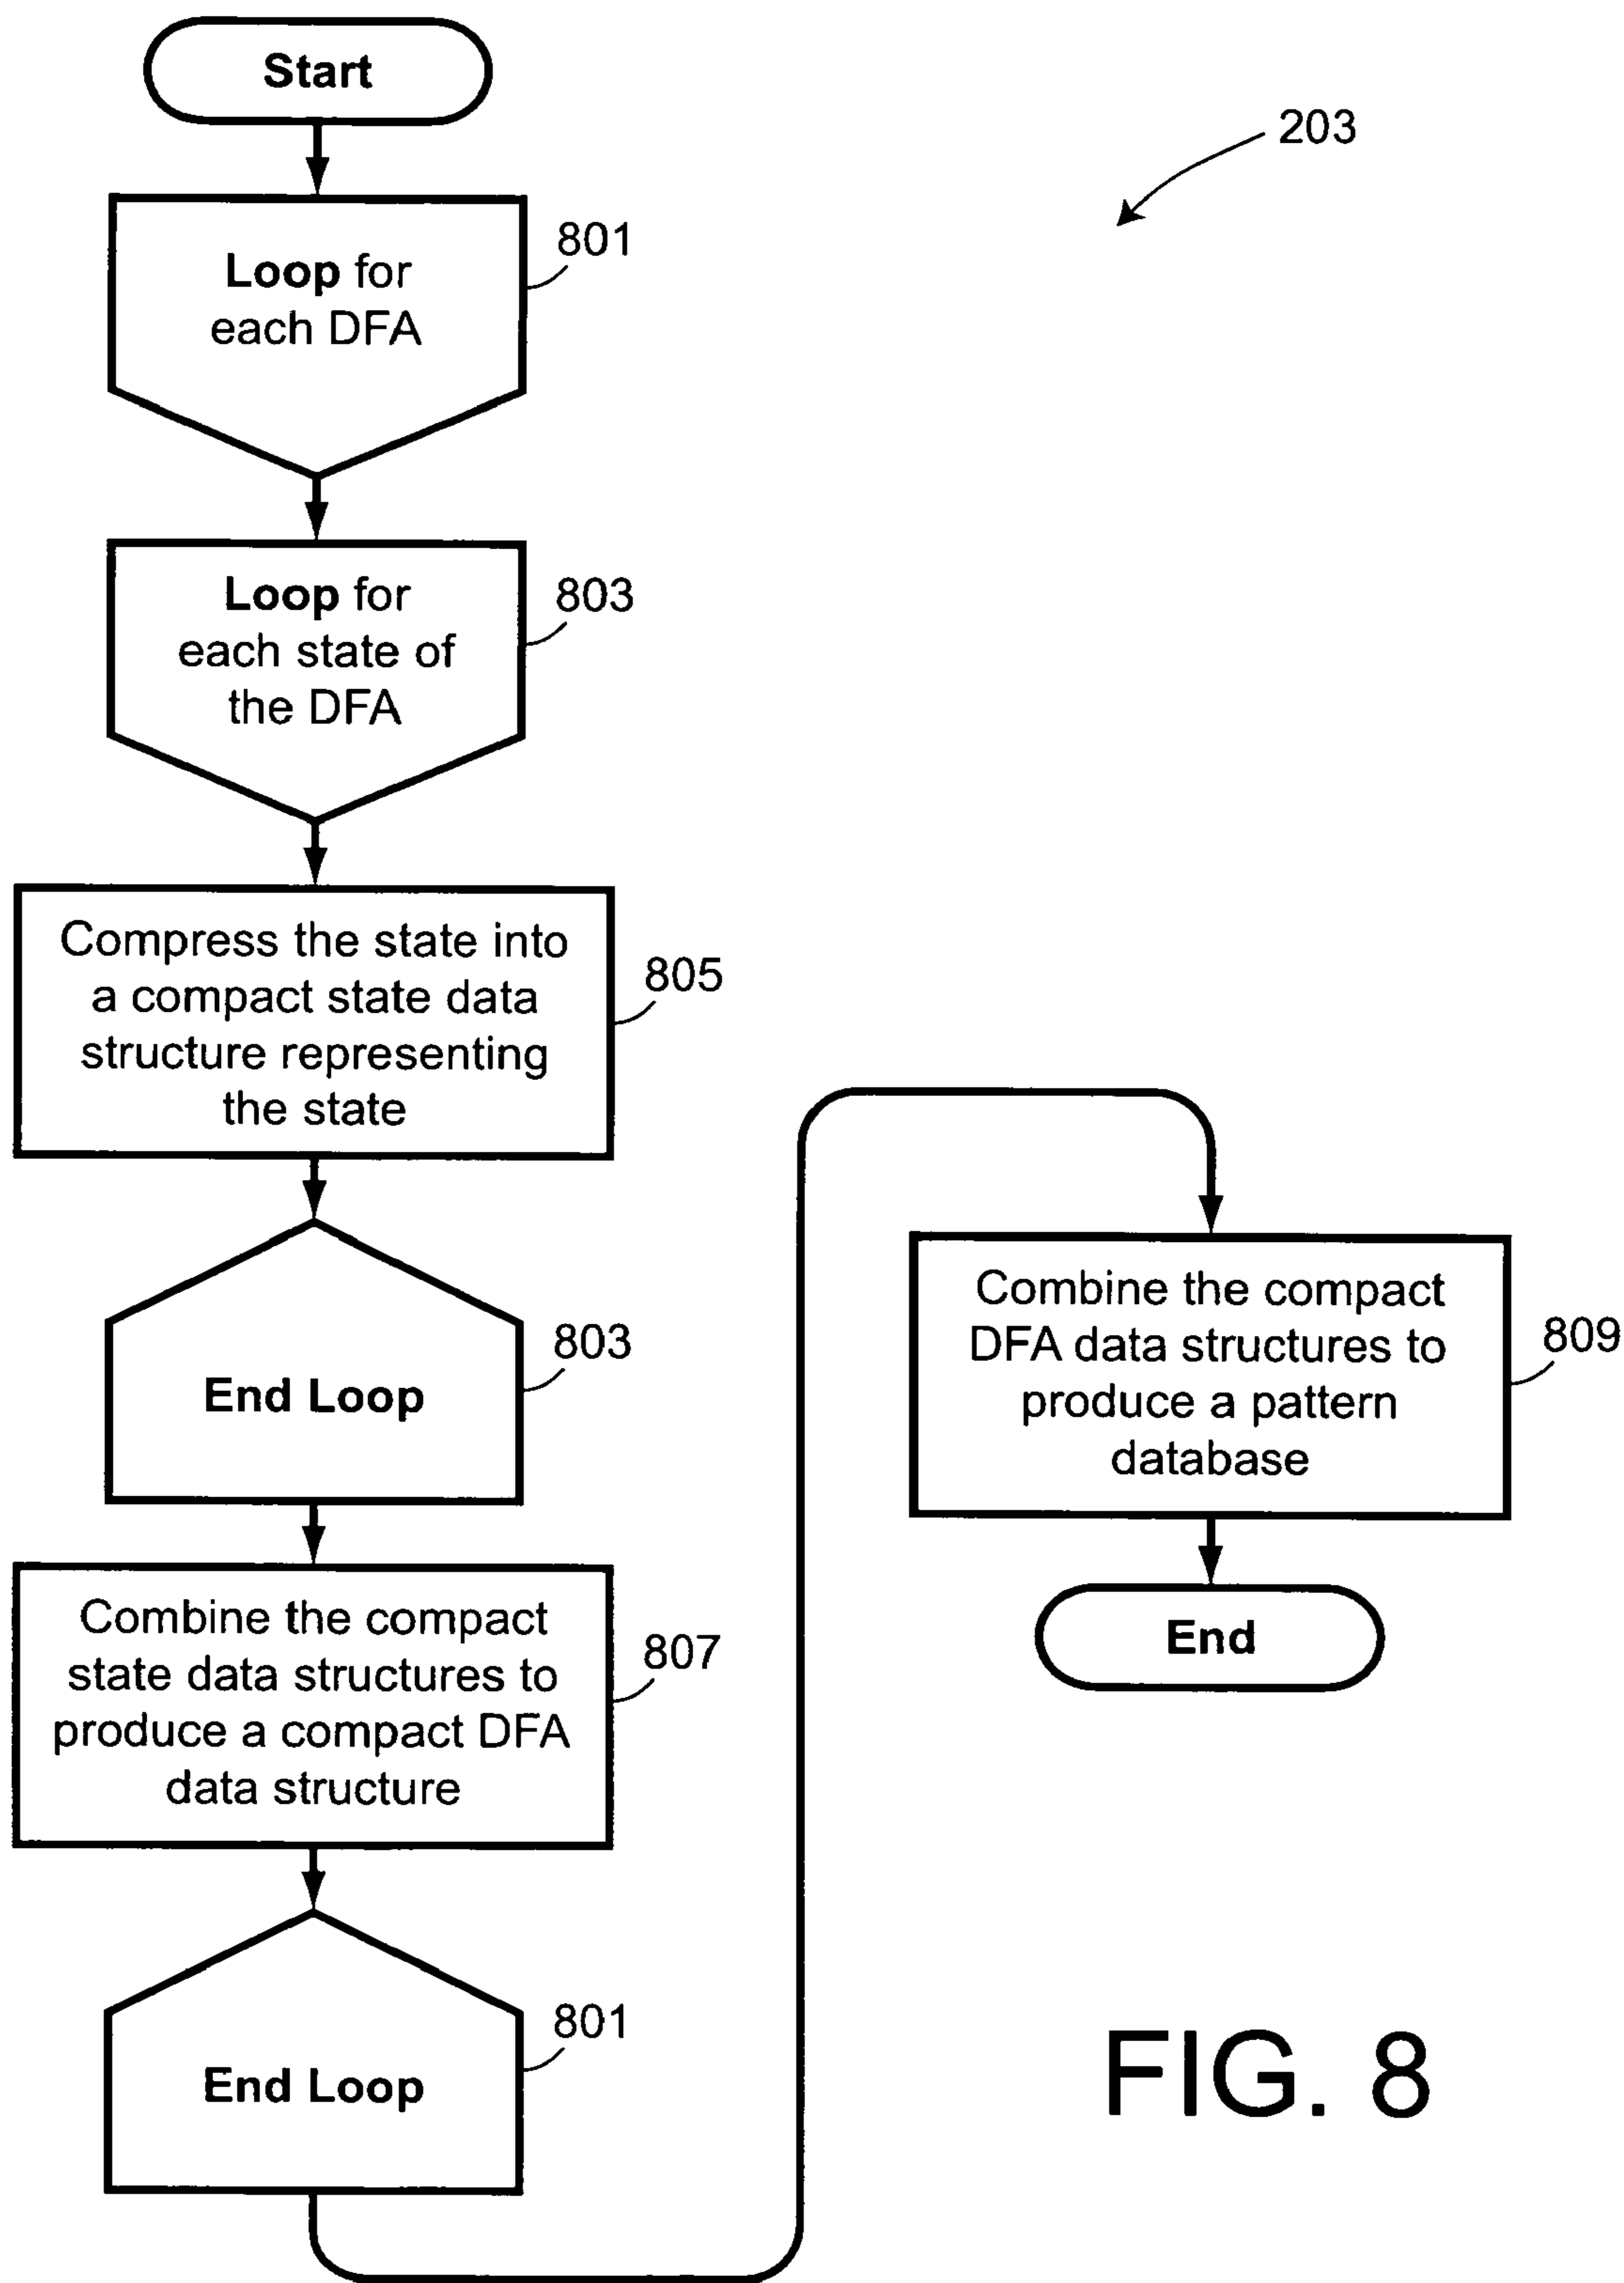 Start
203
801
Loop for
each DFA
803
Loop for
each state of
the DFA
805
Compress the state into
a compact state data
structure representing
the state
803
End Loop
807
Combine the compact
state data structures to
produce a compact DFA
data structure
801
End Loop
809
Combine the compact
DFA data structures to
produce a pattern
database
End
FIG. 8